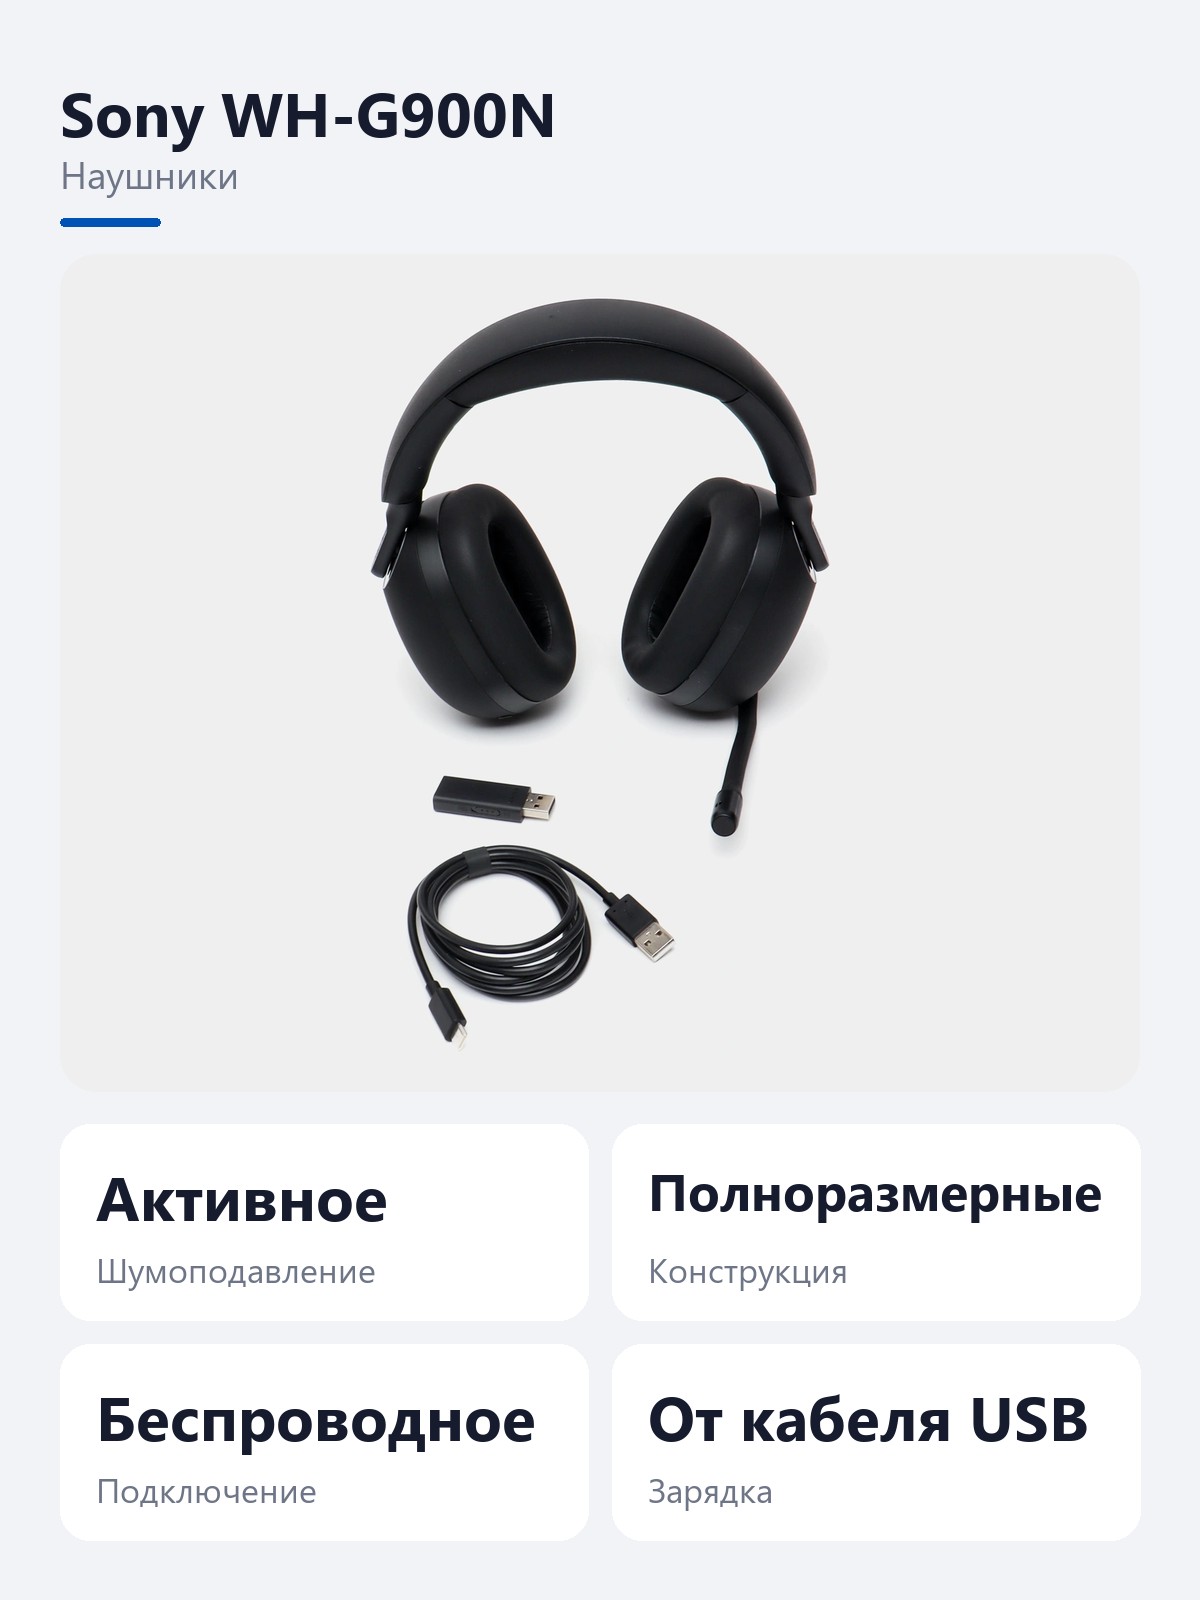 Sony WH-G900N
Наушники
Активное
Шумоподавление
Полноразмерные
Конструкция
Беспроводное
Подключение
От кабеля USB
Зарядка